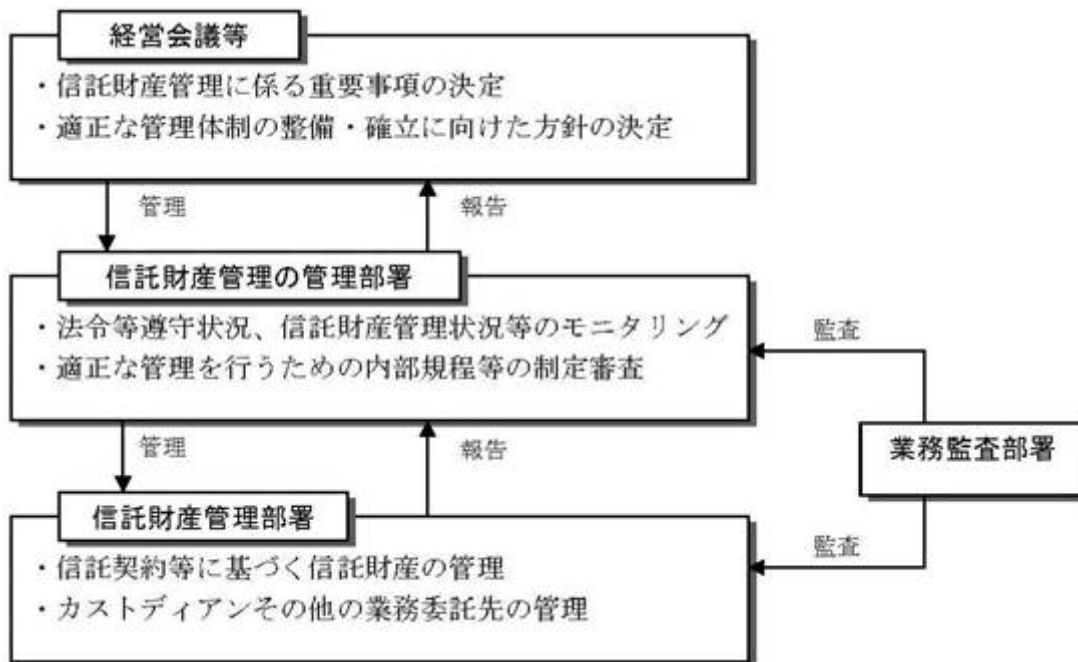 経営会議等
・信託財産管理に係る重要事項の決定
・適正な管理体制の整備・確立に向けた方針の決定
管理
報告
信託財産管理の管理部署
・法令等遵守状況、信託財産管理状況等のモニタリング
・適正な管理を行うための内部規程等の制定審査
監査
業務監査部署
管理
報告
信託財産管理部署
・信託契約等に基づく信託財産の管理
・カストディアンその他の業務委託先の管理
監査